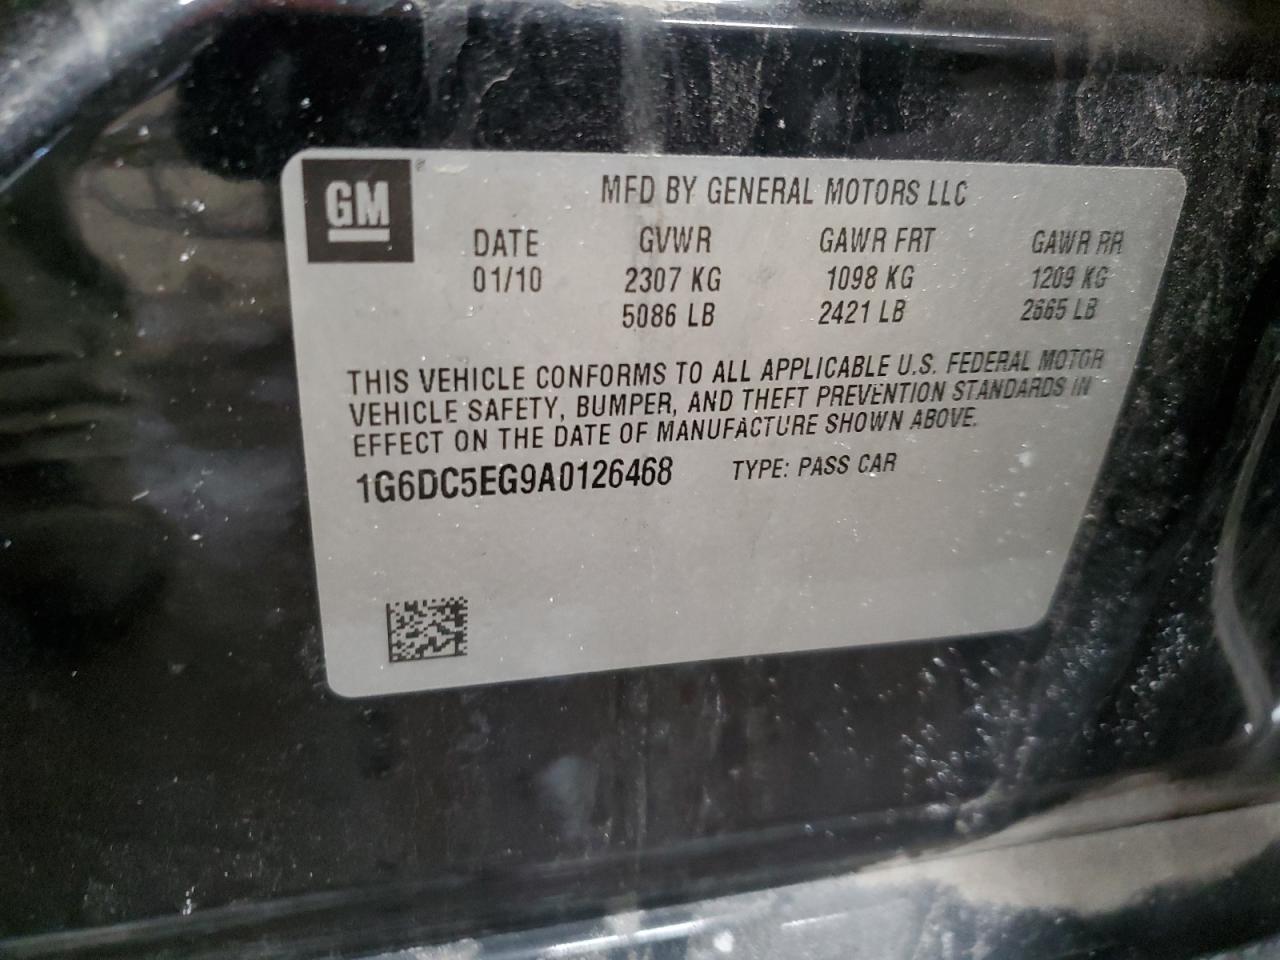 GM
MFD BY GENERAL MOTORS LLC
DATE GVWR GAWR FRT GAWR RR
01/10 2307 KG 1098 KG 1209 KG
5086 LB 2421 LB 2665 LB
THIS VEHICLE CONFORMS TO ALL APPLICABLE U.S. FEDERAL MOTOR
VEHICLE SAFETY, BUMPER, AND THEFT PREVENTION STANDARDS IN
EFFECT ON THE DATE OF MANUFACTURE SHOWN ABOVE.
1G6DC5EG9A0126468 TYPE: PASS CAR